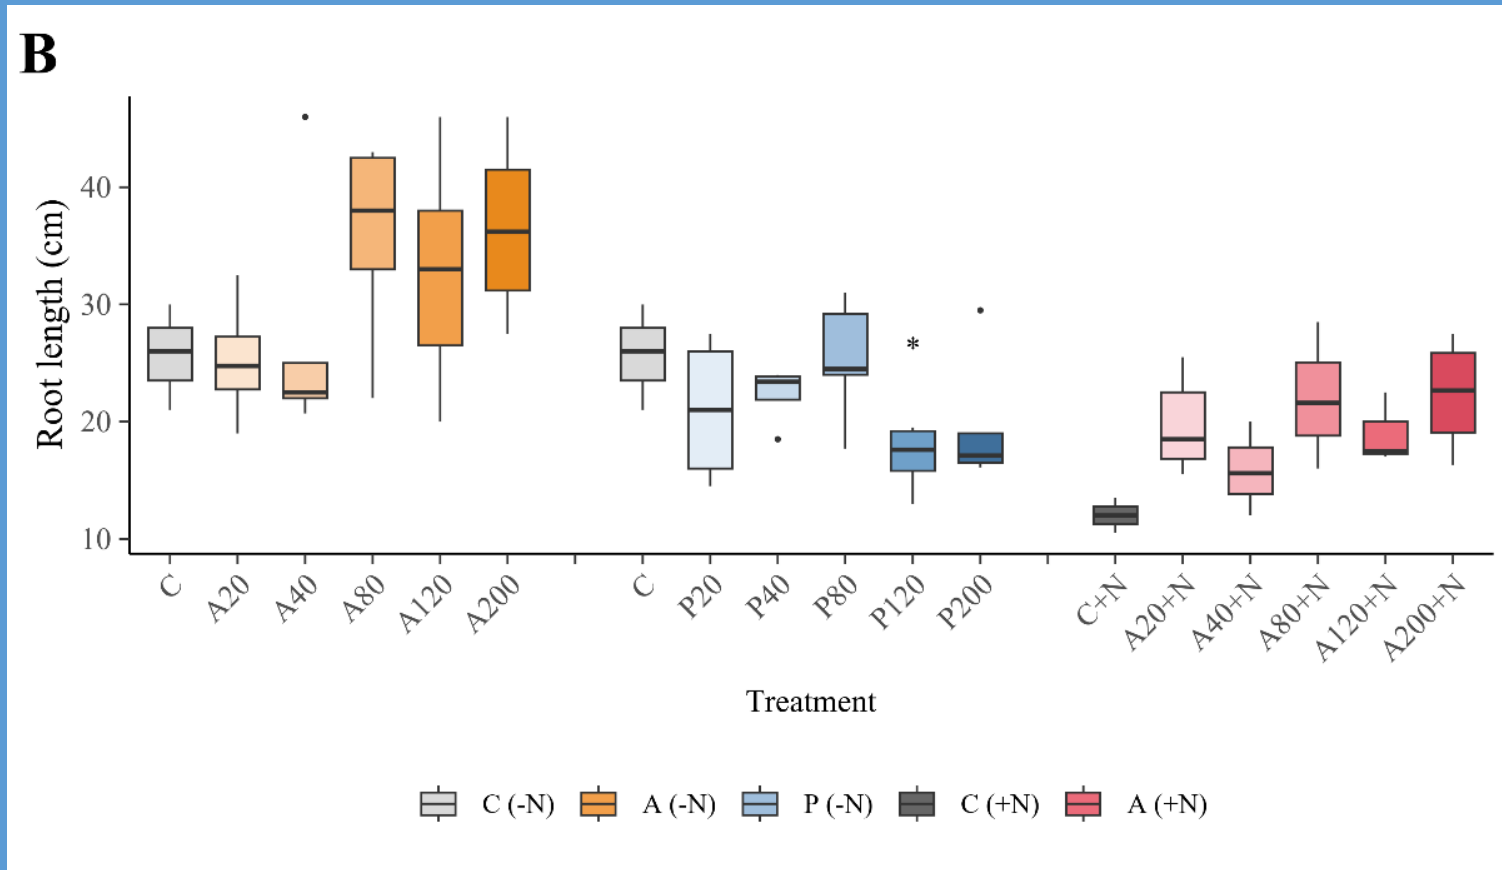 B
Root length (cm)
40
30
20
10
*
C A20 A40 A80 A120 A200 C P20 P40 P80 P120 P200 C+N A20+N A40+N A80+N A120+N A200+N
Treatment
C (-N) A (-N) P (-N) C (+N) A (+N)